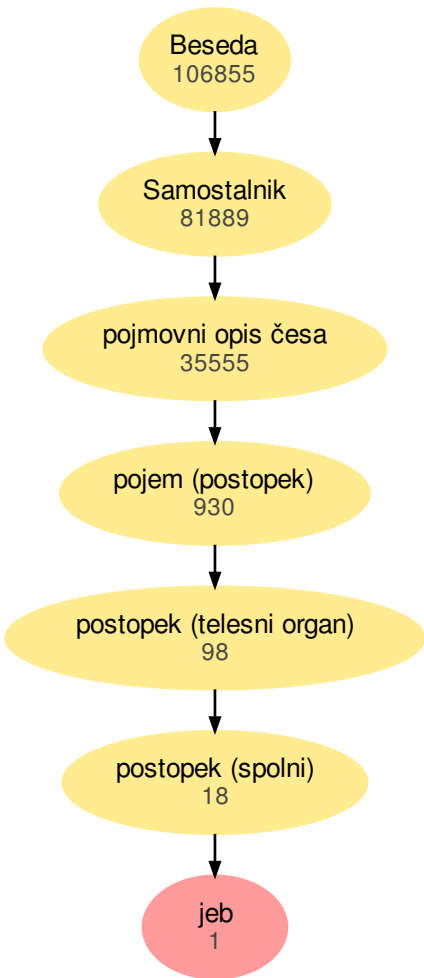 Beseda
106855
Samostalnik
81889
pojmovni opis česa
35555
pojem (postopek)
930
postopek (telesni organ)
98
postopek (spolni)
18
jeb
1